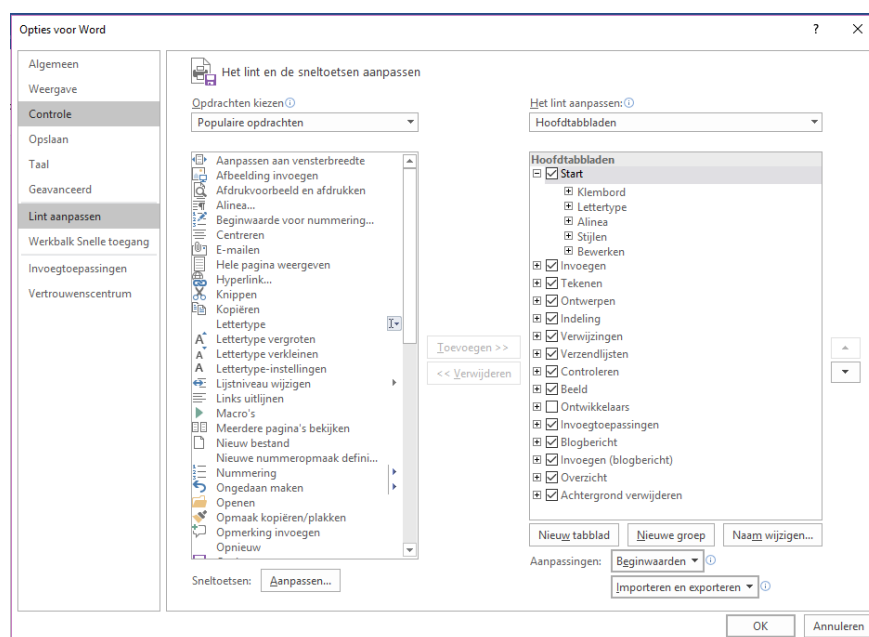 Opties voor Word
?
Algemeen
Weergave
Controle
Opslaan
Taal
Geavanceerd
Lint aanpassen
Werkbalk Snelle toegang
Invoegtoepassingen
Vertrouwenscentrum
Het lint en de sneltoetsen aanpassen
Opdrachten kiezen
Populaire opdrachten
Aanpassen aan vensterbreedte
Afbeelding invoegen
Afdrukvoorbeeld en afdrukken
Alinea...
Beginwaarde voor nummering...
Centreren
E-mailen
Hele pagina weergeven
Hyperlink...
Knippen
Kopiëren
Lettertype
Lettertype vergroten
Lettertype verkleinen
Lettertype-instellingen
Lijstniveau wijzigen
Links uitlijnen
Macro's
Meerdere pagina's bekijken
Nieuw bestand
Nieuwe nummeropmaak defini...
Nummering
Ongedaan maken
Openen
Opmaak kopiëren/plakken
Opmerking invoegen
Opnieuw
Sneltoetsen: Aanpassen...
Toevoegen >>
<< Verwijderen
Het lint aanpassen:
Hoofdtabbladen
Hoofdtabbladen
Start
Klembord
Lettertype
Alinea
Stijlen
Bewerken
Invoegen
Tekenen
Ontwerpen
Indeling
Verwijzingen
Verzendlijsten
Controleren
Beeld
Ontwikkelaars
Invoegtoepassingen
Blogbericht
Invoegen (blogbericht)
Overzicht
Achtergrond verwijderen
Nieuw tabblad Nieuwe groep Naam wijzigen...
Aanpassingen: Beginwaarden
Importeren en exporteren
OK Annuleren